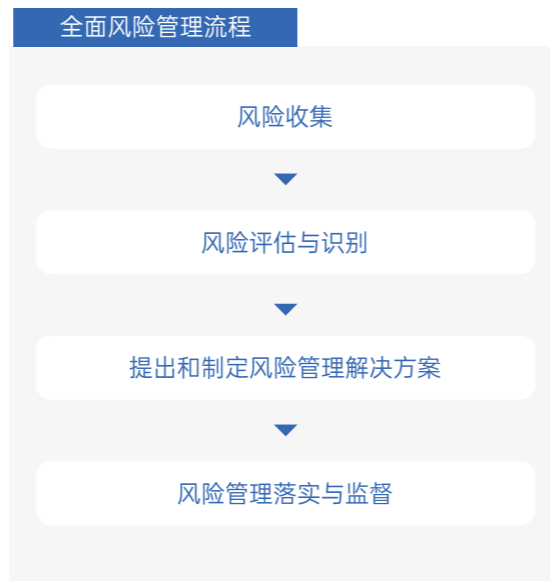 全面风险管理流程
风险收集
风险评估与识别
提出和制定风险管理解决方案
风险管理落实与监督